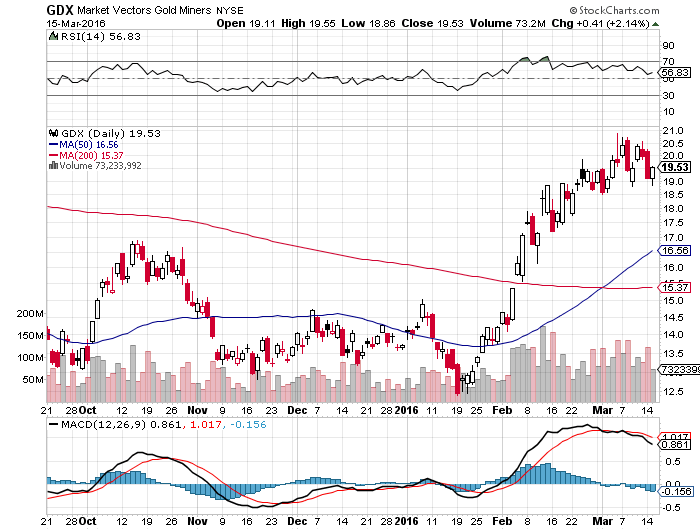 GDX Market Vectors Gold Miners NYSE © StockCharts.com
15-Mar-2016 Open 19.11 High 19.55 Low 18.86 Close 19.53 Volume 73.2M Chg +0.41 (+2.14%)
RSI(14) 56.83
90
70
56.83
30
10
GDX (Daily) 19.53
MA(50) 16.56
MA(200) 15.37
Volume 73,233,992
21.0
20.5
20.0
19.53
19.0
18.5
18.0
17.5
17.0
16.56
16.0
15.37
15.0
14.5
14.0
13.5
13.0
12.5
200M
150M
100M
50M
7323399
21 28 Oct 12 19 26 Nov 9 16 23 Dec 7 14 21 28 2016 11 19 25 Feb 8 16 22 Mar 7 14
MACD(12,26,9) 0.861, 1.017, -0.156
1.017
0.861
0.5
0.0
-0.156
-0.5
21 28 Oct 12 19 26 Nov 9 16 23 Dec 7 14 21 28 2016 11 19 25 Feb 8 16 22 Mar 7 14